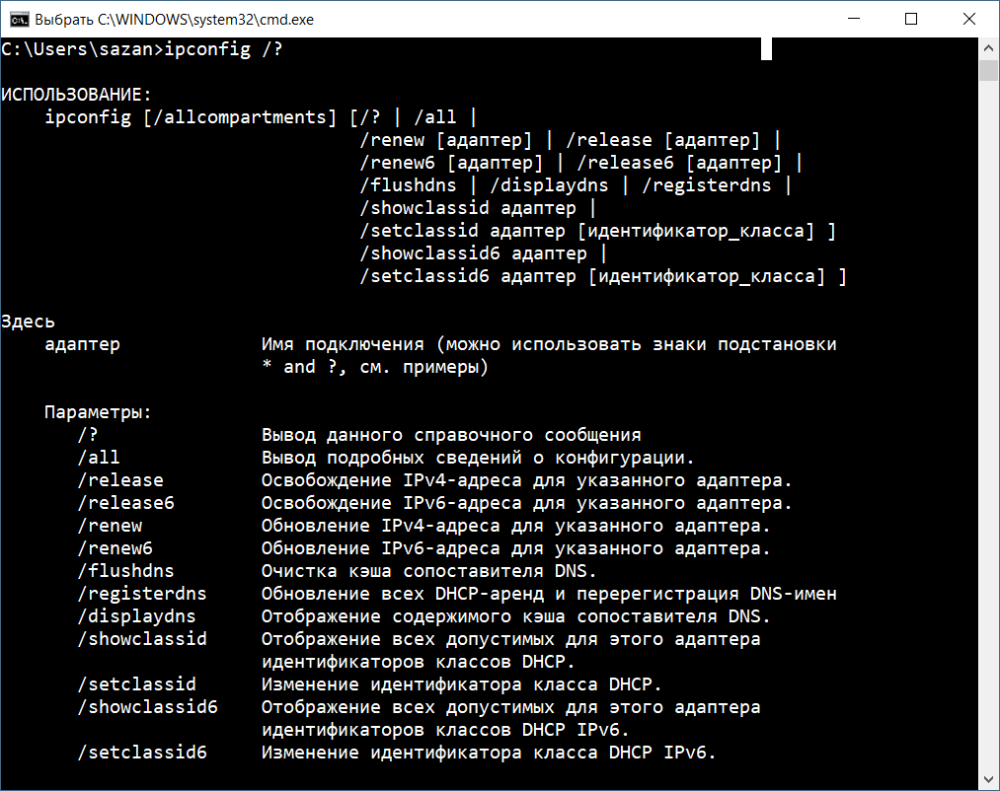 Выбрать C:\WINDOWS\system32\cmd.exe
C:\Users\sazan>ipconfig /?
ИСПОЛЬЗОВАНИЕ:
    ipconfig [/allcompartments] [/? | /all |
                                 /renew [адаптер] | /release [адаптер] |
                                 /renew6 [адаптер] | /release6 [адаптер] |
                                 /flushdns | /displaydns | /registerdns |
                                 /showclassid адаптер |
                                 /setclassid адаптер [идентификатор_класса] ]
                                 /showclassid6 адаптер |
                                 /setclassid6 адаптер [идентификатор_класса] ]
Здесь
    адаптер             Имя подключения (можно использовать знаки подстановки
                        * and ?, см. примеры)
    Параметры:
       /?               Вывод данного справочного сообщения
       /all             Вывод подробных сведений о конфигурации.
       /release         Освобождение IPv4-адреса для указанного адаптера.
       /release6        Освобождение IPv6-адреса для указанного адаптера.
       /renew           Обновление IPv4-адреса для указанного адаптера.
       /renew6          Обновление IPv6-адреса для указанного адаптера.
       /flushdns        Очистка кэша сопоставителя DNS.
       /registerdns     Обновление всех DHCP-аренд и перерегистрация DNS-имен
       /displaydns      Отображение содержимого кэша сопоставителя DNS.
       /showclassid     Отображение всех допустимых для этого адаптера
                        идентификаторов классов DHCP.
       /setclassid      Изменение идентификатора класса DHCP.
       /showclassid6    Отображение всех допустимых для этого адаптера
                        идентификаторов классов DHCP IPv6.
       /setclassid6     Изменение идентификатора класса DHCP IPv6.